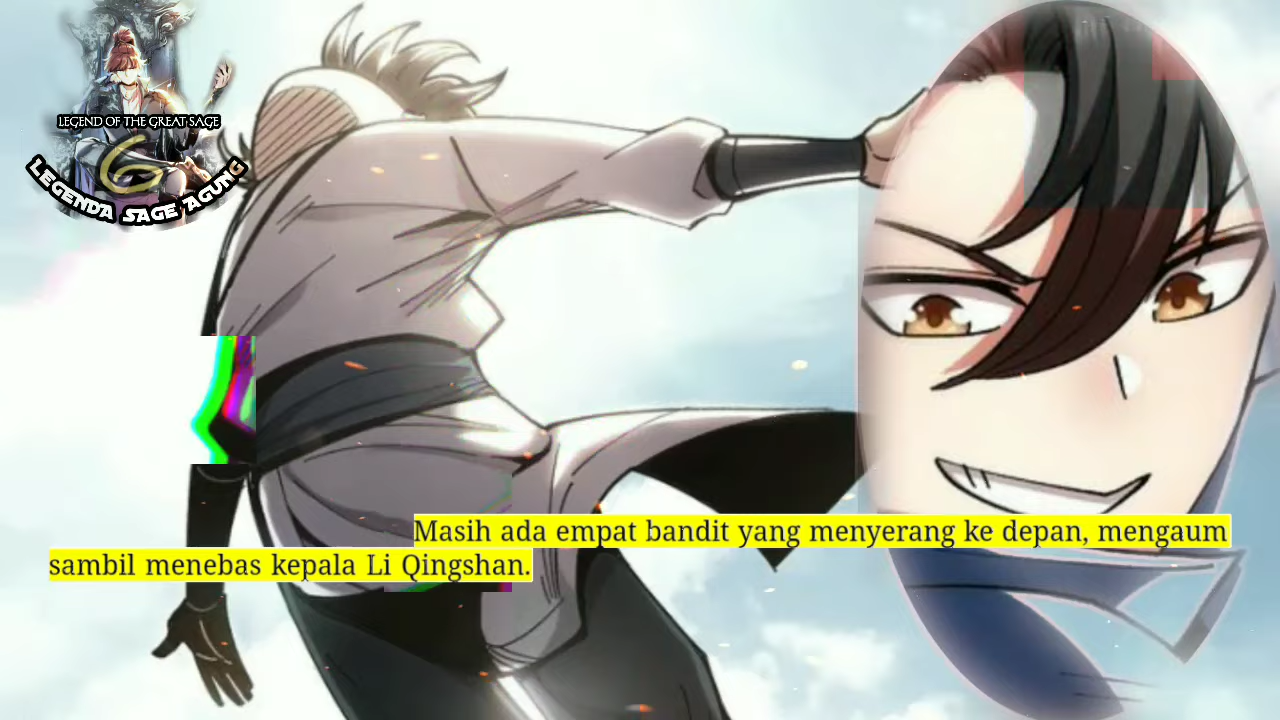 LEGEND OF THE GREAT SAGE
6
LEGENDA SAGE AGUNG
Masih ada empat bandit yang menyerang ke depan, mengaum
sambil menebas kepala Li Qingshan.